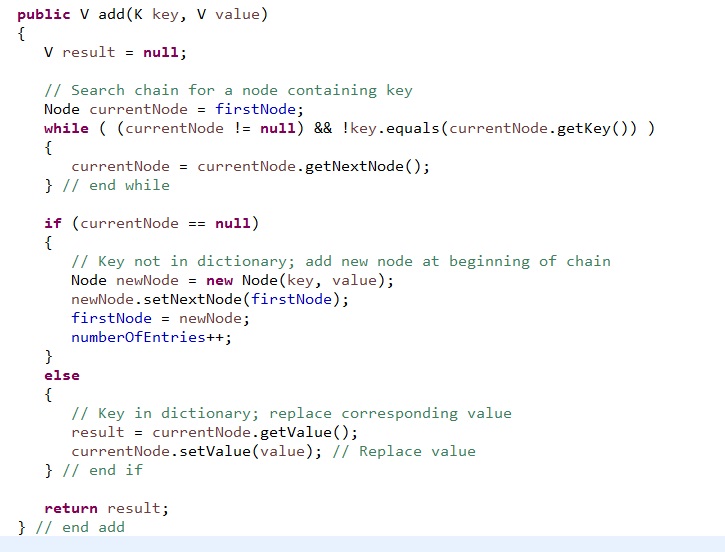 public V add(K key, V value)
{
   V result = null;

   // Search chain for a node containing key
   Node currentNode = firstNode;
   while ( (currentNode != null) && !key.equals(currentNode.getKey()) )
   {
      currentNode = currentNode.getNextNode();
   } // end while

   if (currentNode == null)
   {
      // Key not in dictionary; add new node at beginning of chain
      Node newNode = new Node(key, value);
      newNode.setNextNode(firstNode);
      firstNode = newNode;
      numberOfEntries++;
   }
   else
   {
      // Key in dictionary; replace corresponding value
      result = currentNode.getValue();
      currentNode.setValue(value); // Replace value
   } // end if

   return result;
} // end add